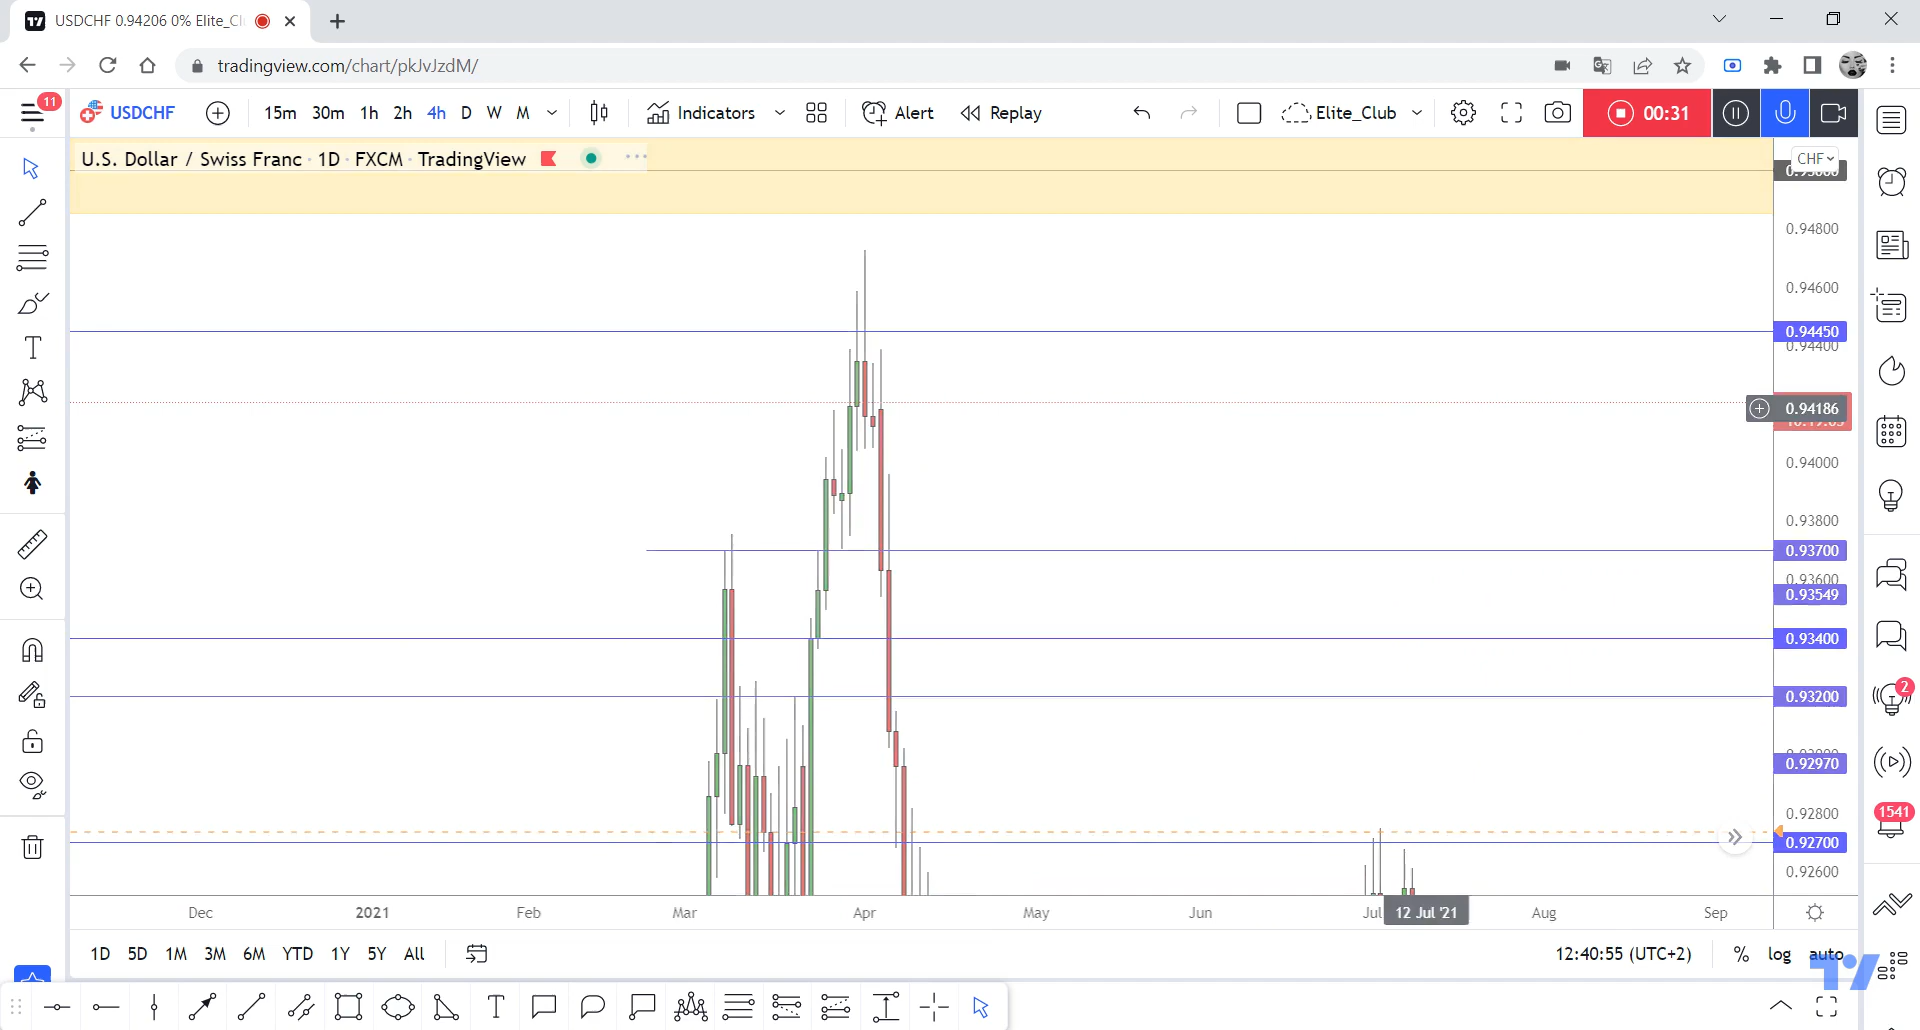 USDCHF 0.94206 0% Elite_Cl
tradingview.com/chart/pkJvJzdM/
11
USDCHF
15m 30m 1h 2h 4h D W M
Indicators
Alert
Replay
Elite_Club
00:31
U.S. Dollar / Swiss Franc · 1D · FXCM · TradingView
CHF
0.94800
0.94600
0.94450
0.94400
0.94186
0.94000
0.93800
0.93700
0.93600
0.93549
0.93400
0.93200
2
0.92970
0.92800
1541
0.92700
0.92600
Dec 2021 Feb Mar Apr May Jun Jul 12 Jul '21 Aug Sep
1D 5D 1M 3M 6M YTD 1Y 5Y All
12:40:55 (UTC+2)
% log auto